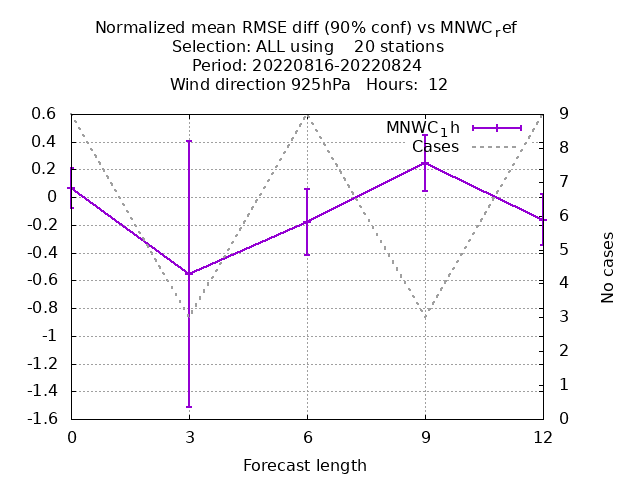 Normalized mean RMSE diff (90% conf) vs MNWCref
Selection: ALL using    20 stations
Period: 20220816-20220824
Wind direction 925hPa   Hours:  12
MNWC1h
Cases
0.6
0.4
0.2
0
-0.2
-0.4
-0.6
-0.8
-1
-1.2
-1.4
-1.6
9
8
7
6
5
4
3
2
1
0
No cases
0 3 6 9 12
Forecast length